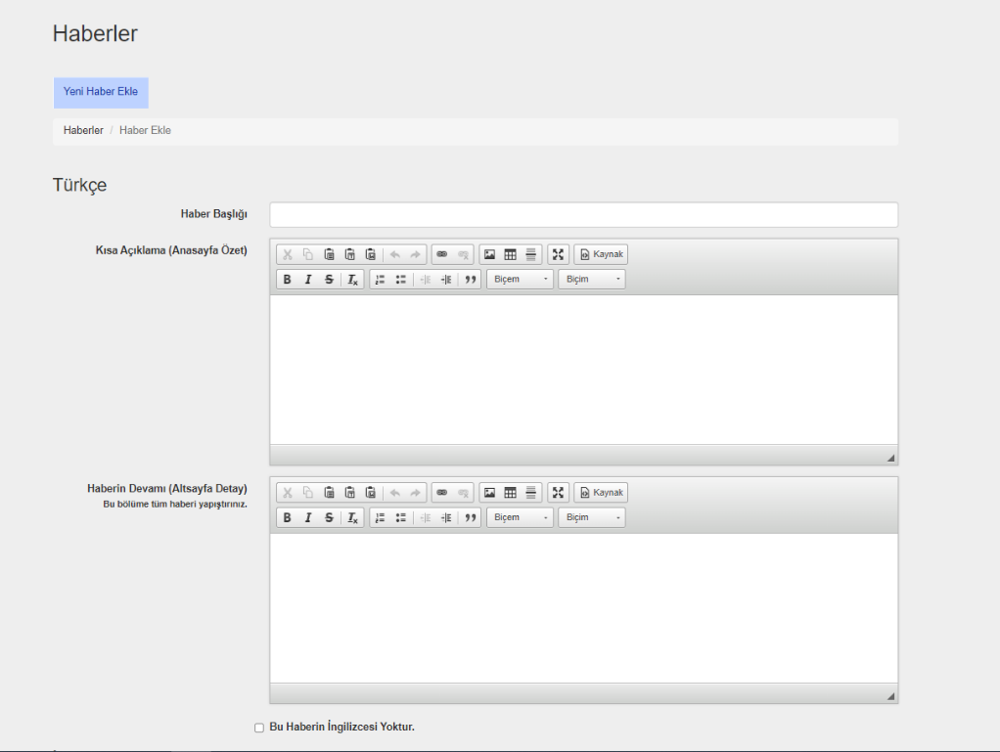 Haberler
Yeni Haber Ekle
Haberler / Haber Ekle
Türkçe
Haber Başlığı
Kısa Açıklama (Anasayfa Özet)
Kaynak
Biçem
Biçim
Haberin Devamı (Altsayfa Detay)
Bu bölüme tüm haberi yapıştırınız.
Kaynak
Biçem
Biçim
Bu Haberin İngilizcesi Yoktur.